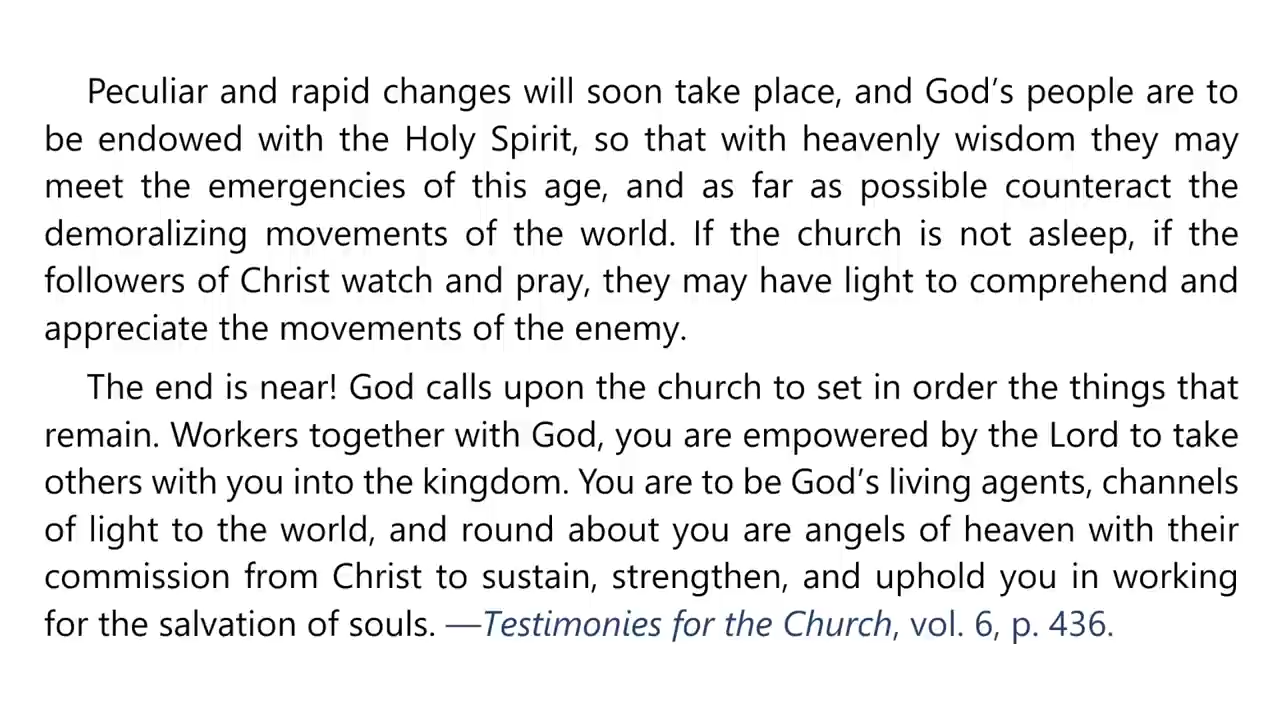 Peculiar and rapid changes will soon take place, and God’s people are to
be endowed with the Holy Spirit, so that with heavenly wisdom they may
meet the emergencies of this age, and as far as possible counteract the
demoralizing movements of the world. If the church is not asleep, if the
followers of Christ watch and pray, they may have light to comprehend and
appreciate the movements of the enemy.
The end is near! God calls upon the church to set in order the things that
remain. Workers together with God, you are empowered by the Lord to take
others with you into the kingdom. You are to be God’s living agents, channels
of light to the world, and round about you are angels of heaven with their
commission from Christ to sustain, strengthen, and uphold you in working
for the salvation of souls. —Testimonies for the Church, vol. 6, p. 436.